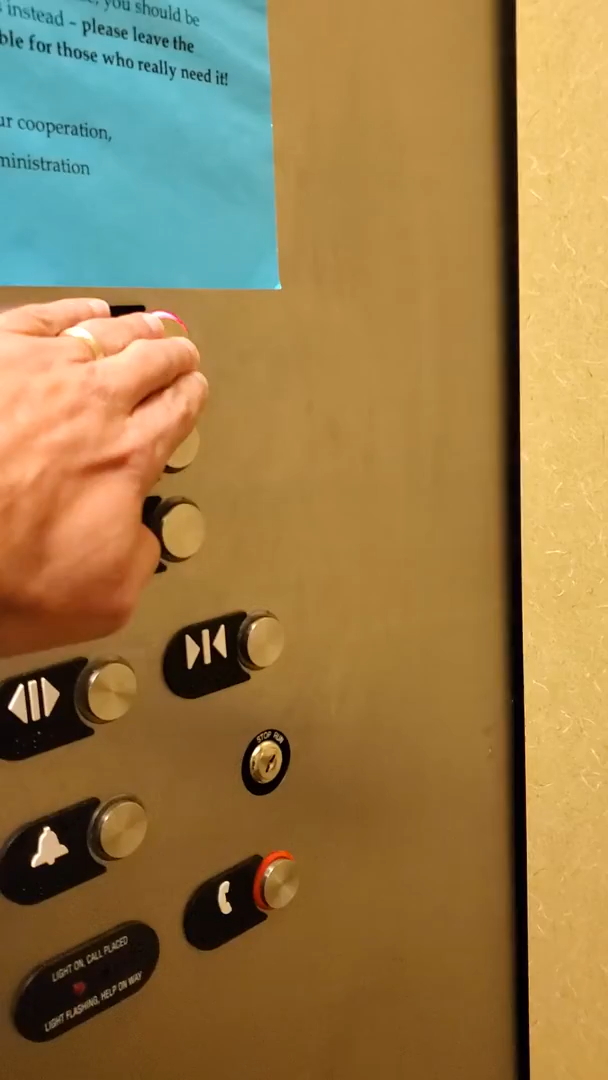 , you should be
instead – please leave the
ble for those who really need it!
ur cooperation,
ministration
STOP RUN
LIGHT ON, CALL PLACED
LIGHT FLASHING, HELP ON WAY